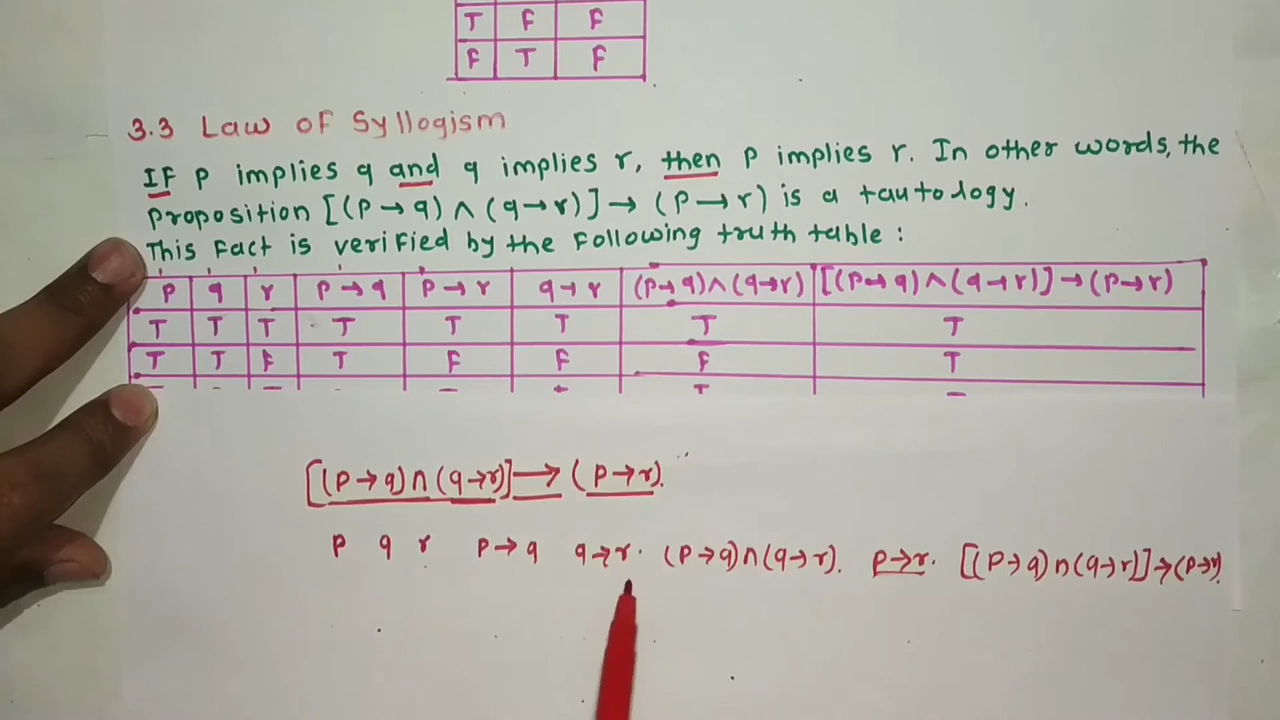 T F F
F T F
3.3 Law of Syllogism
If p implies q and q implies r, then p implies r. In other words, the
proposition [(p→q) ∧ (q→r)] → (p→r) is a tautology.
This fact is verified by the following truth table :
p q r p→q p→r q→r (p→q)∧(q→r) [(p→q)∧(q→r)]→(p→r)
T T T T T T T T
T T F T F F F T
[(p→q)∩(q→r)]→(p→r).
p q r p→q q→r. (p→q)∩(q→r). p→r. [(p→q)∩(q→r)]→(p→r).